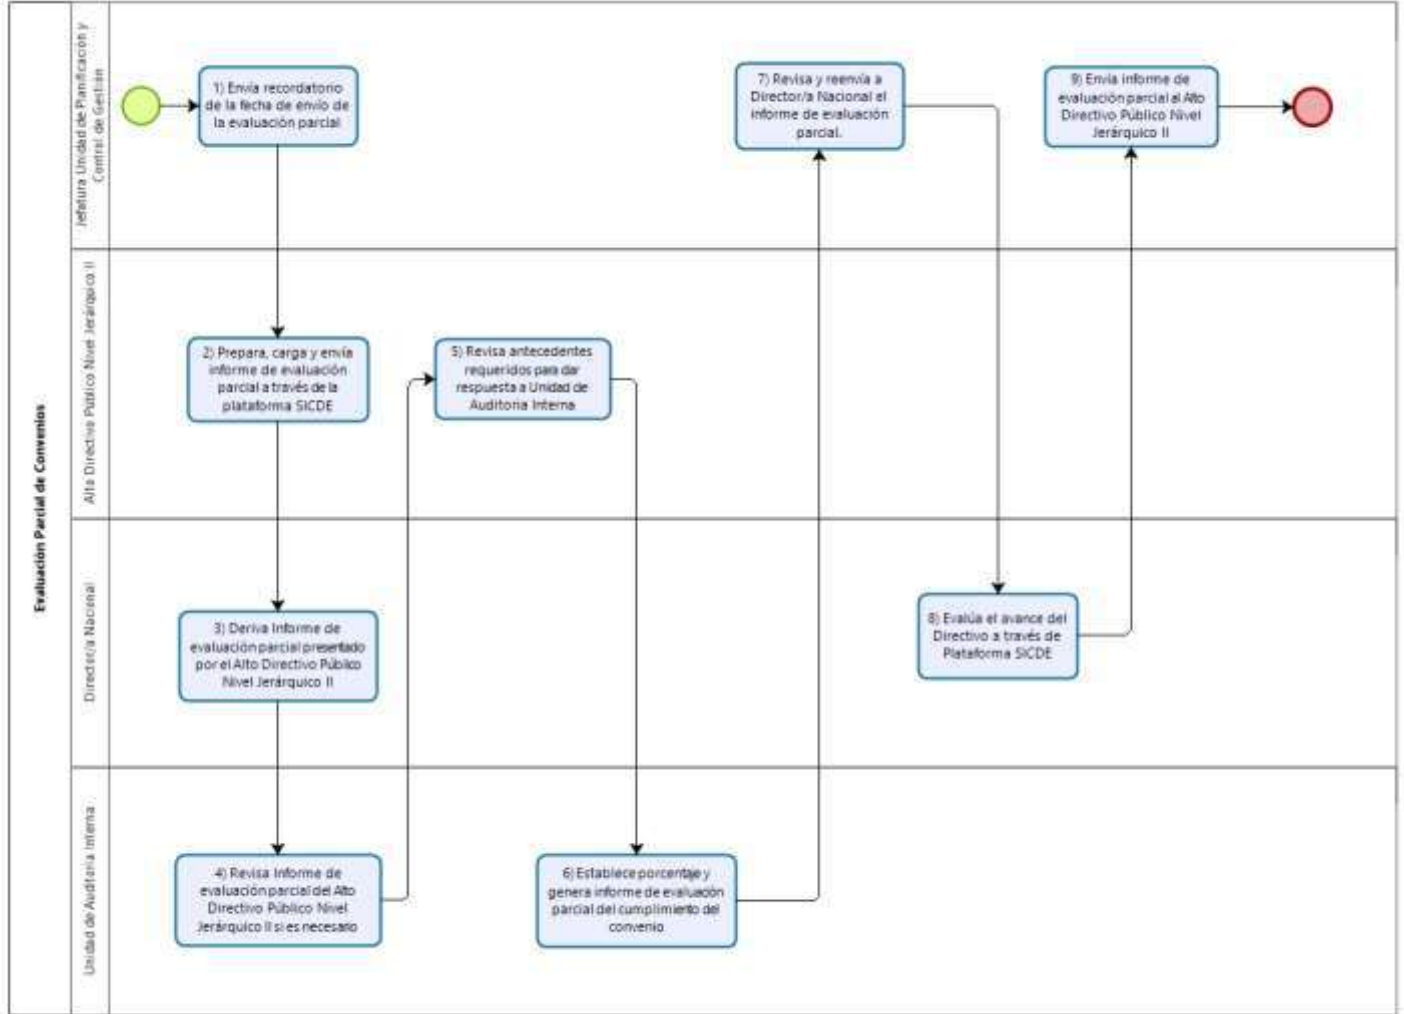 Evaluación Parcial de Convenios
Jefatura Unidad de Planificación y
Control de Gestión
1) Envía recordatorio
de la fecha de envío de
la evaluación parcial
7) Revisa y reenvía a
Director/a Nacional el
informe de evaluación
parcial.
9) Envía informe de
evaluación parcial al Alto
Directivo Público Nivel
Jerárquico II
Alto Directivo Público Nivel Jerárquico II
2) Prepara, carga y envía
informe de evaluación
parcial a través de la
plataforma SICDE
5) Revisa antecedentes
requeridos para dar
respuesta a Unidad de
Auditoria Interna
Director/a Nacional
3) Deriva Informe de
evaluación parcial presentado
por el Alto Directivo Público
Nivel Jerárquico II
8) Evalúa el avance del
Directivo a través de
Plataforma SICDE
Unidad de Auditoria Interna
4) Revisa Informe de
evaluación parcial del Alto
Directivo Público Nivel
Jerárquico II si es necesario
6) Establece porcentaje y
genera informe de evaluación
parcial del cumplimiento del
convenio